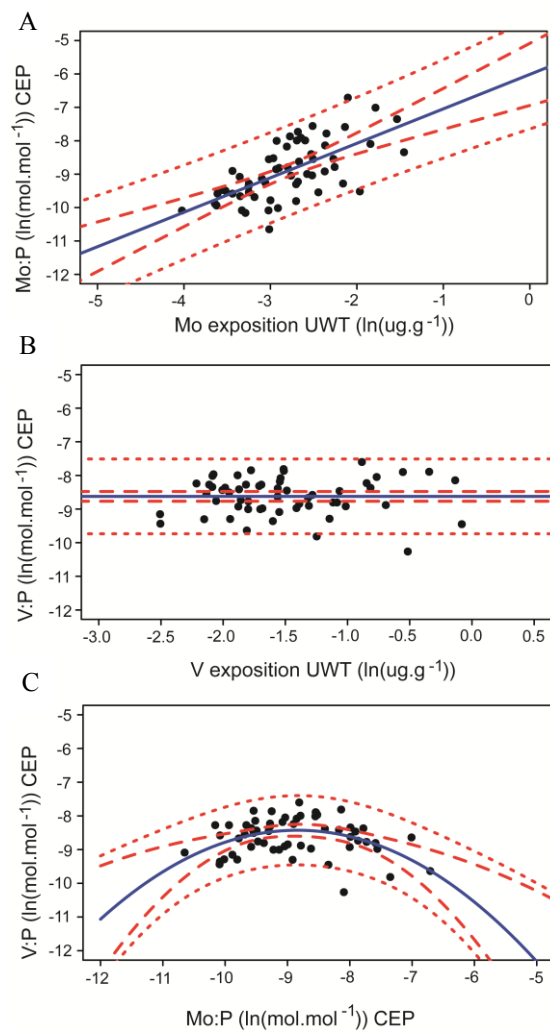 A
Mo:P (ln(mol.mol⁻¹)) CEP
-5
-6
-7
-8
-9
-10
-11
-12
-5 -4 -3 -2 -1 0
Mo exposition UWT (ln(ug.g⁻¹))
B
V:P (ln(mol.mol⁻¹)) CEP
-5
-6
-7
-8
-9
-10
-11
-12
-3.0 -2.5 -2.0 -1.5 -1.0 -0.5 0.0 0.5
V exposition UWT (ln(ug.g⁻¹))
C
V:P (ln(mol.mol⁻¹)) CEP
-5
-6
-7
-8
-9
-10
-11
-12
-12 -11 -10 -9 -8 -7 -6 -5
Mo:P (ln(mol.mol⁻¹)) CEP